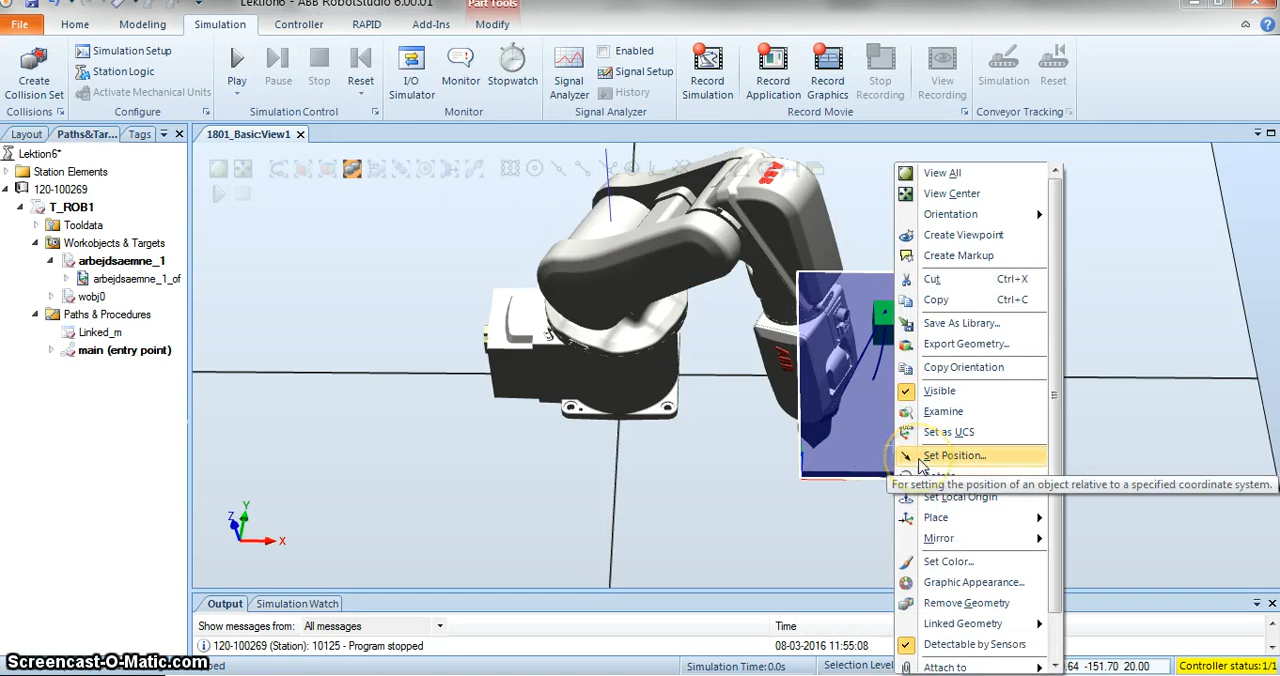 Lektion6* - ABB RobotStudio 6.00.01
Part Tools
File Home Modeling Simulation Controller RAPID Add-Ins Modify
Create Collision Set
Simulation Setup
Station Logic
Activate Mechanical Units
Play Pause Stop Reset
I/O Simulator
Monitor Stopwatch
Signal Analyzer
Enabled
Signal Setup
History
Record Simulation
Record Application
Record Graphics
Stop Recording
View Recording
Simulation Reset
Collisions Configure Simulation Control Monitor Signal Analyzer Record Movie Conveyor Tracking
Layout Paths&Tar... Tags
1801_Basic:View1
Lektion6*
Station Elements
120-100269
T_ROB1
Tooldata
Workobjects & Targets
arbejdsaemne_1
arbejdsaemne_1_of
wobj0
Paths & Procedures
Linked_m
main (entry point)
ABB
ABB
Z Y X
View All
View Center
Orientation
Create Viewpoint
Create Markup
Cut Ctrl+X
Copy Ctrl+C
Save As Library...
Export Geometry...
Copy Orientation
Visible
Examine
UCS Set as UCS
Set Position...
For setting the position of an object relative to a specified coordinate system.
Set Local Origin
Place
Mirror
Set Color...
Graphic Appearance...
Remove Geometry
Linked Geometry
Detectable by Sensors
Attach to
Output Simulation Watch
Show messages from: All messages Time
120-100269 (Station): 10125 - Program stopped 08-03-2016 11:55:08
Screencast-O-Matic.com
Simulation Time:0.0s Selection Level .64 -151.70 20.00 Controller status:1/1